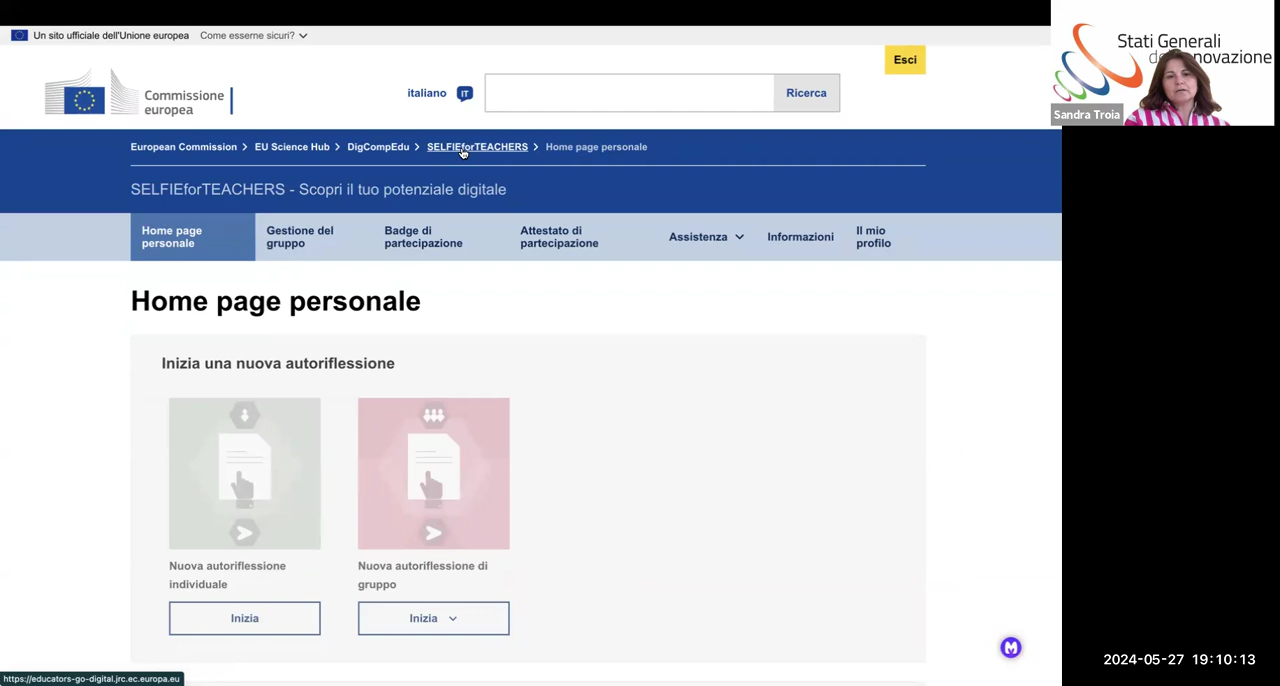 Un sito ufficiale dell'Unione europea Come esserne sicuri?
Esci
Commissione
europea
italiano IT
Ricerca
European Commission > EU Science Hub > DigCompEdu > SELFIEforTEACHERS > Home page personale
SELFIEforTEACHERS - Scopri il tuo potenziale digitale
Home page
personale
Gestione del
gruppo
Badge di
partecipazione
Attestato di
partecipazione
Assistenza
Informazioni
Il mio
profilo
Home page personale
Inizia una nuova autoriflessione
Nuova autoriflessione
individuale
Inizia
Nuova autoriflessione di
gruppo
Inizia
https://educators-go-digital.jrc.ec.europa.eu
Stati Generali
Sandra Troia
2024-05-27 19:10:13